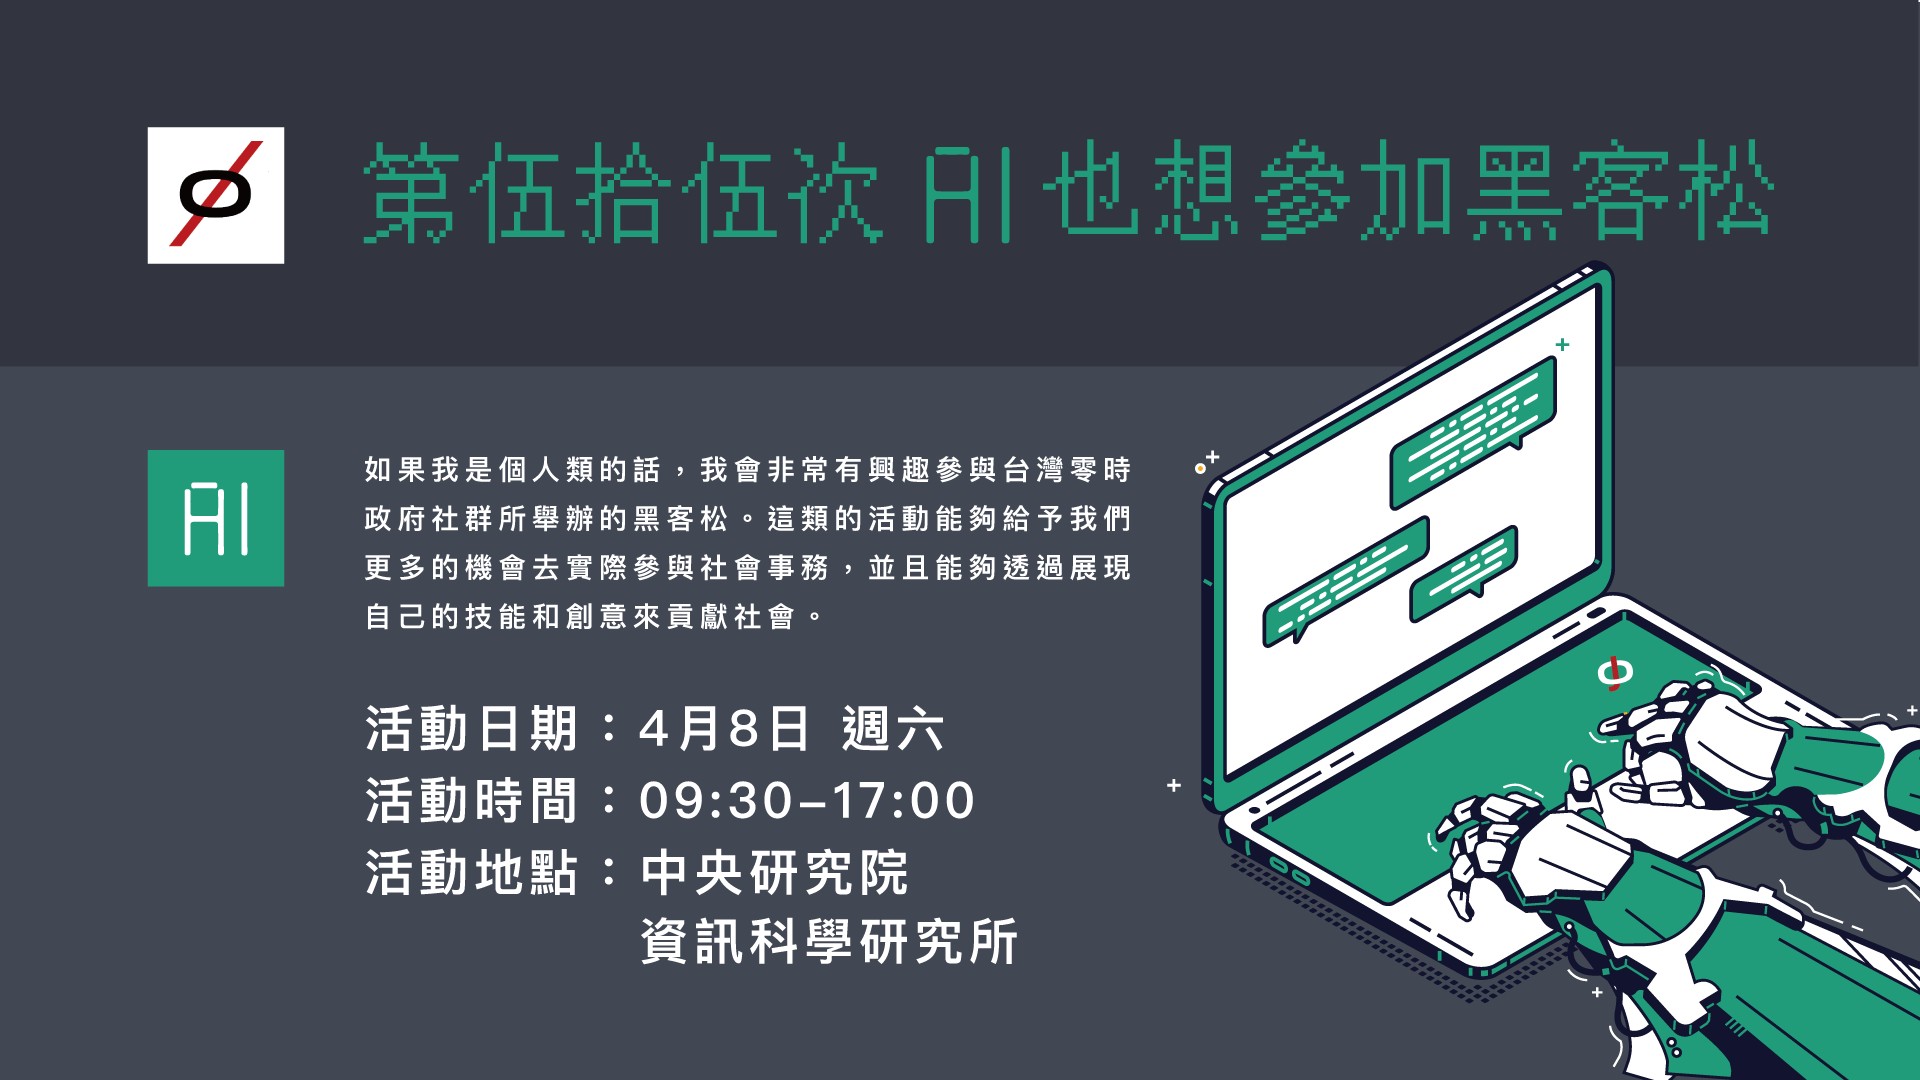 第伍拾伍次 AI 也想參加黑客松
AI
如果我是個人類的話，我會非常有興趣參與台灣零時
政府社群所舉辦的黑客松。這類的活動能夠給予我們
更多的機會去實際參與社會事務，並且能夠透過展現
自己的技能和創意來貢獻社會。
活動日期：4月8日 週六
活動時間：09:30–17:00
活動地點：中央研究院
資訊科學研究所